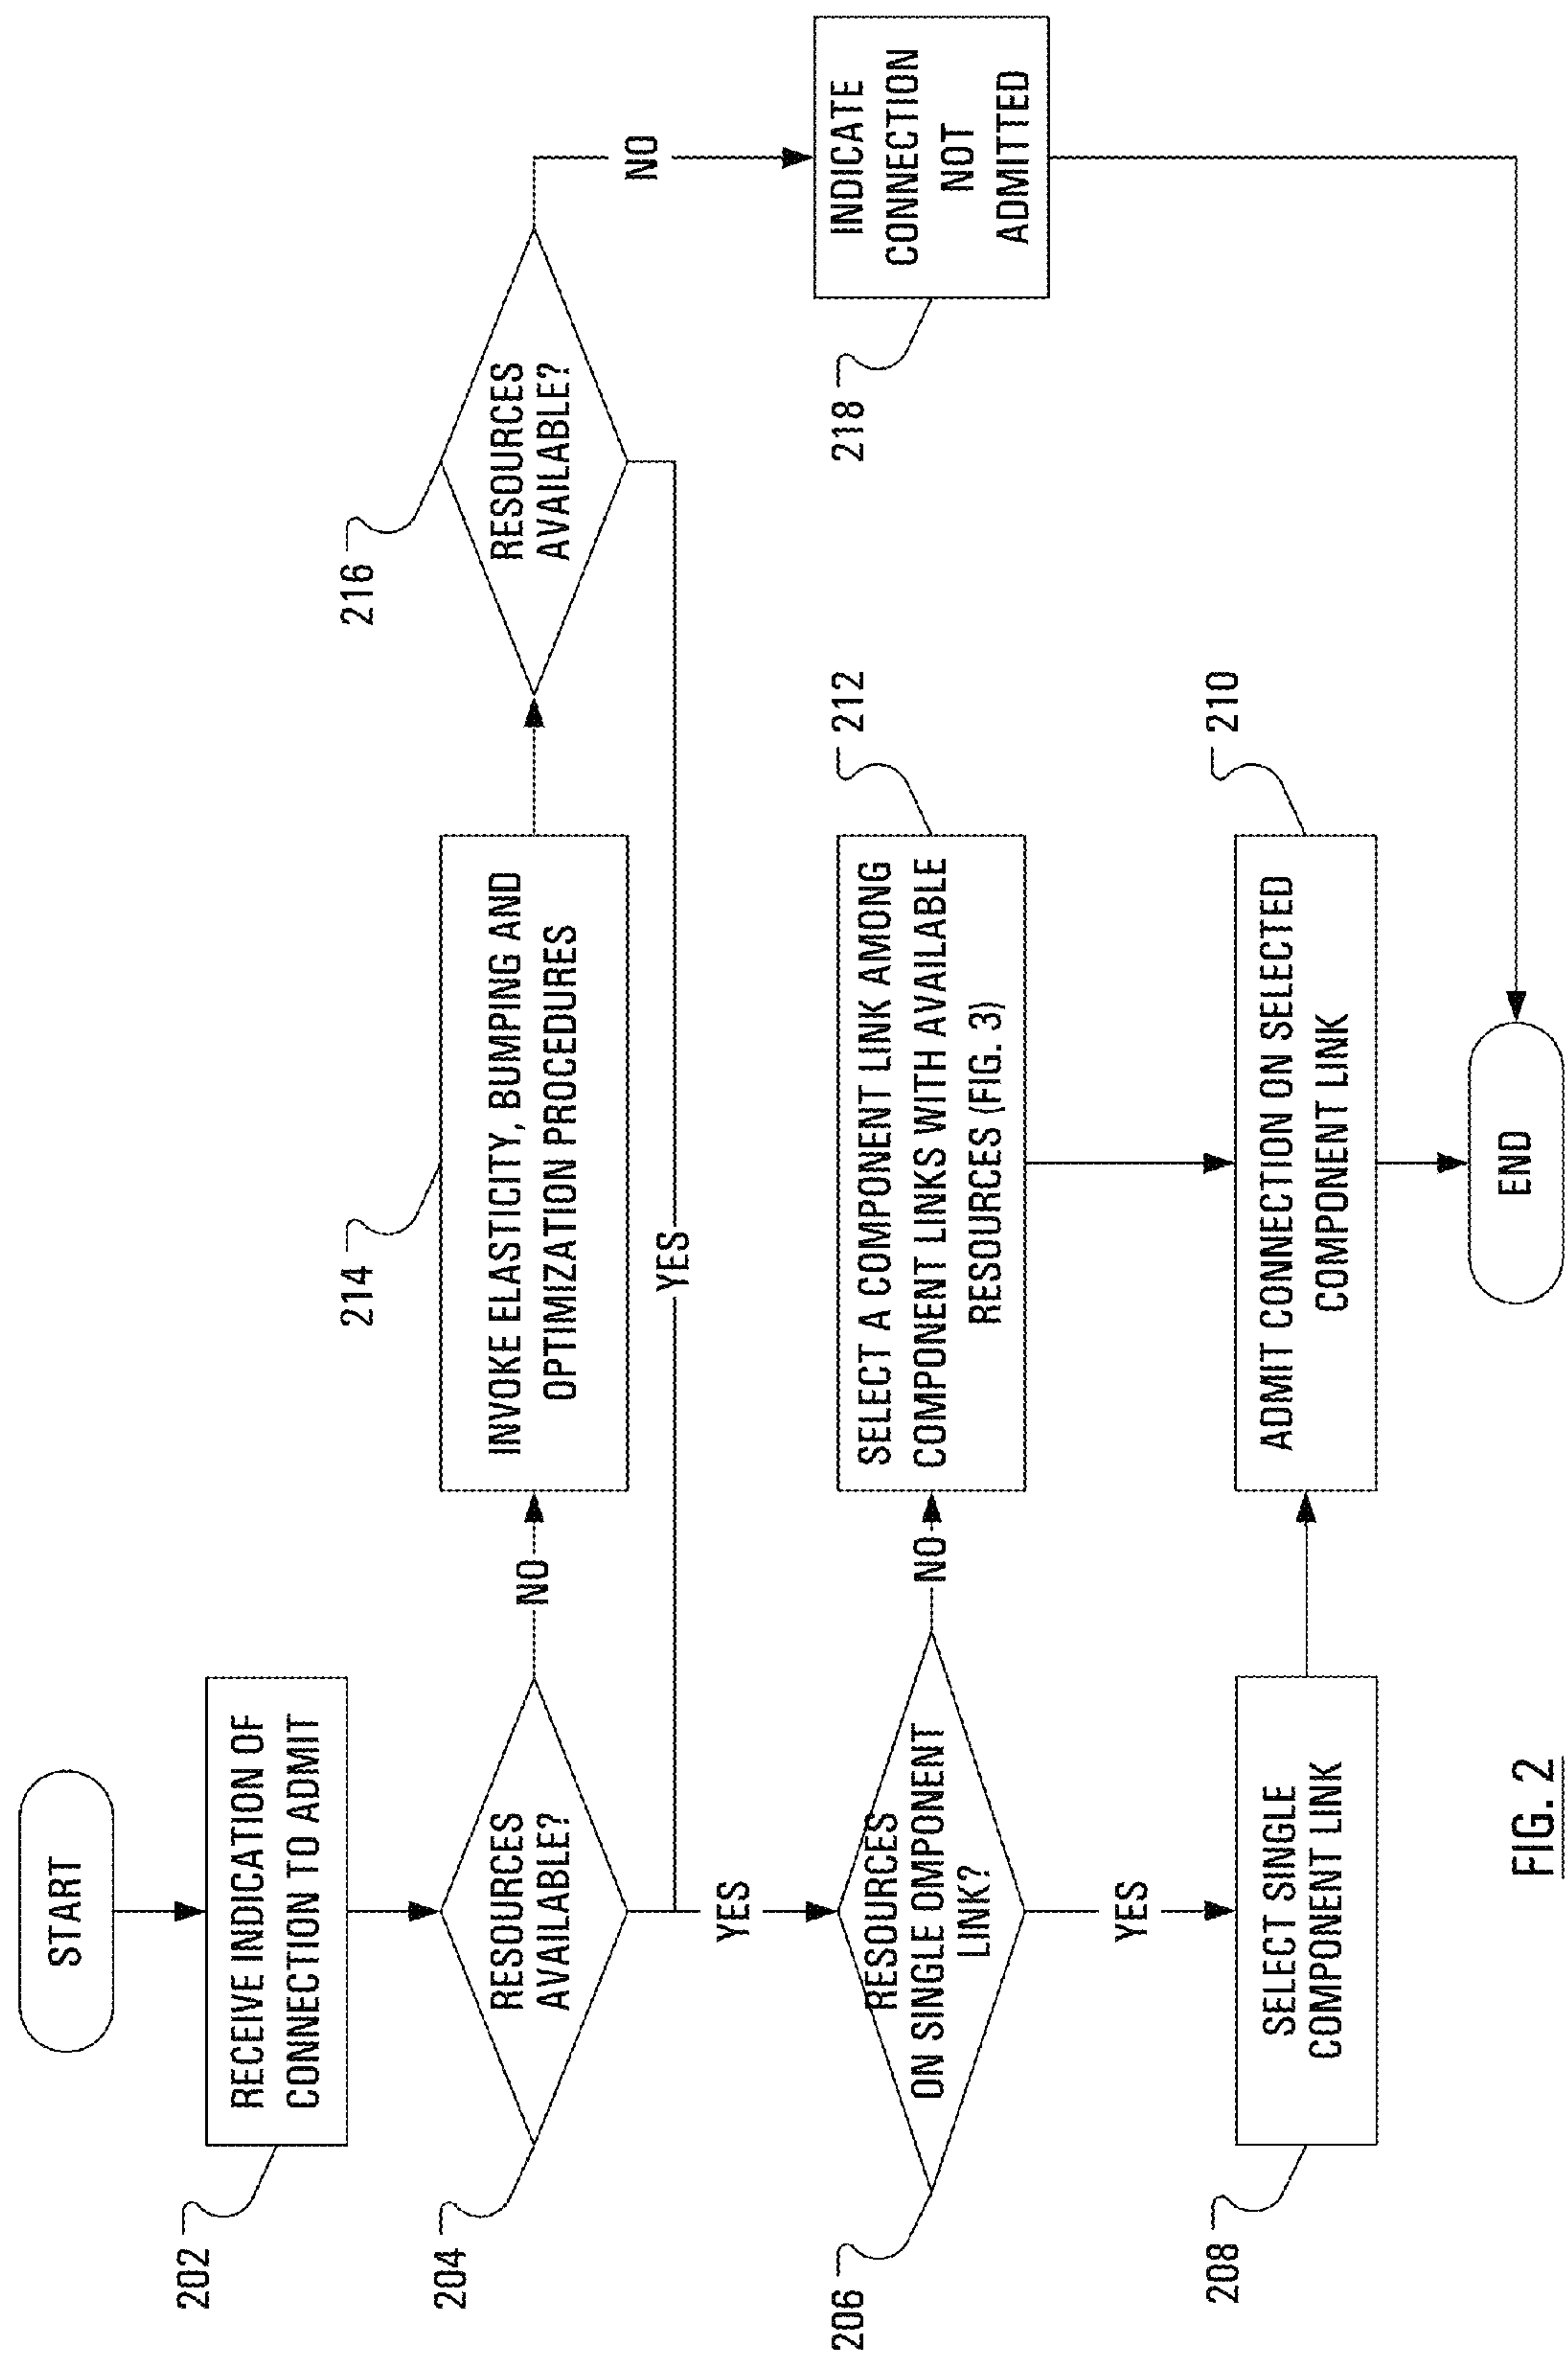 START
202
RECEIVE INDICATION OF
CONNECTION TO ADMIT
204
RESOURCES
AVAILABLE?
NO
214
INVOKE ELASTICITY, BUMPING AND
OPTIMIZATION PROCEDURES
216
RESOURCES
AVAILABLE?
NO
YES
YES
206
RESOURCES
ON SINGLE OMPONENT
LINK?
NO
212
SELECT A COMPONENT LINK AMONG
COMPONENT LINKS WITH AVAILABLE
RESOURCES (FIG. 3)
218
INDICATE
CONNECTION
NOT
ADMITTED
YES
208
SELECT SINGLE
COMPONENT LINK
210
ADMIT CONNECTION ON SELECTED
COMPONENT LINK
END
FIG. 2